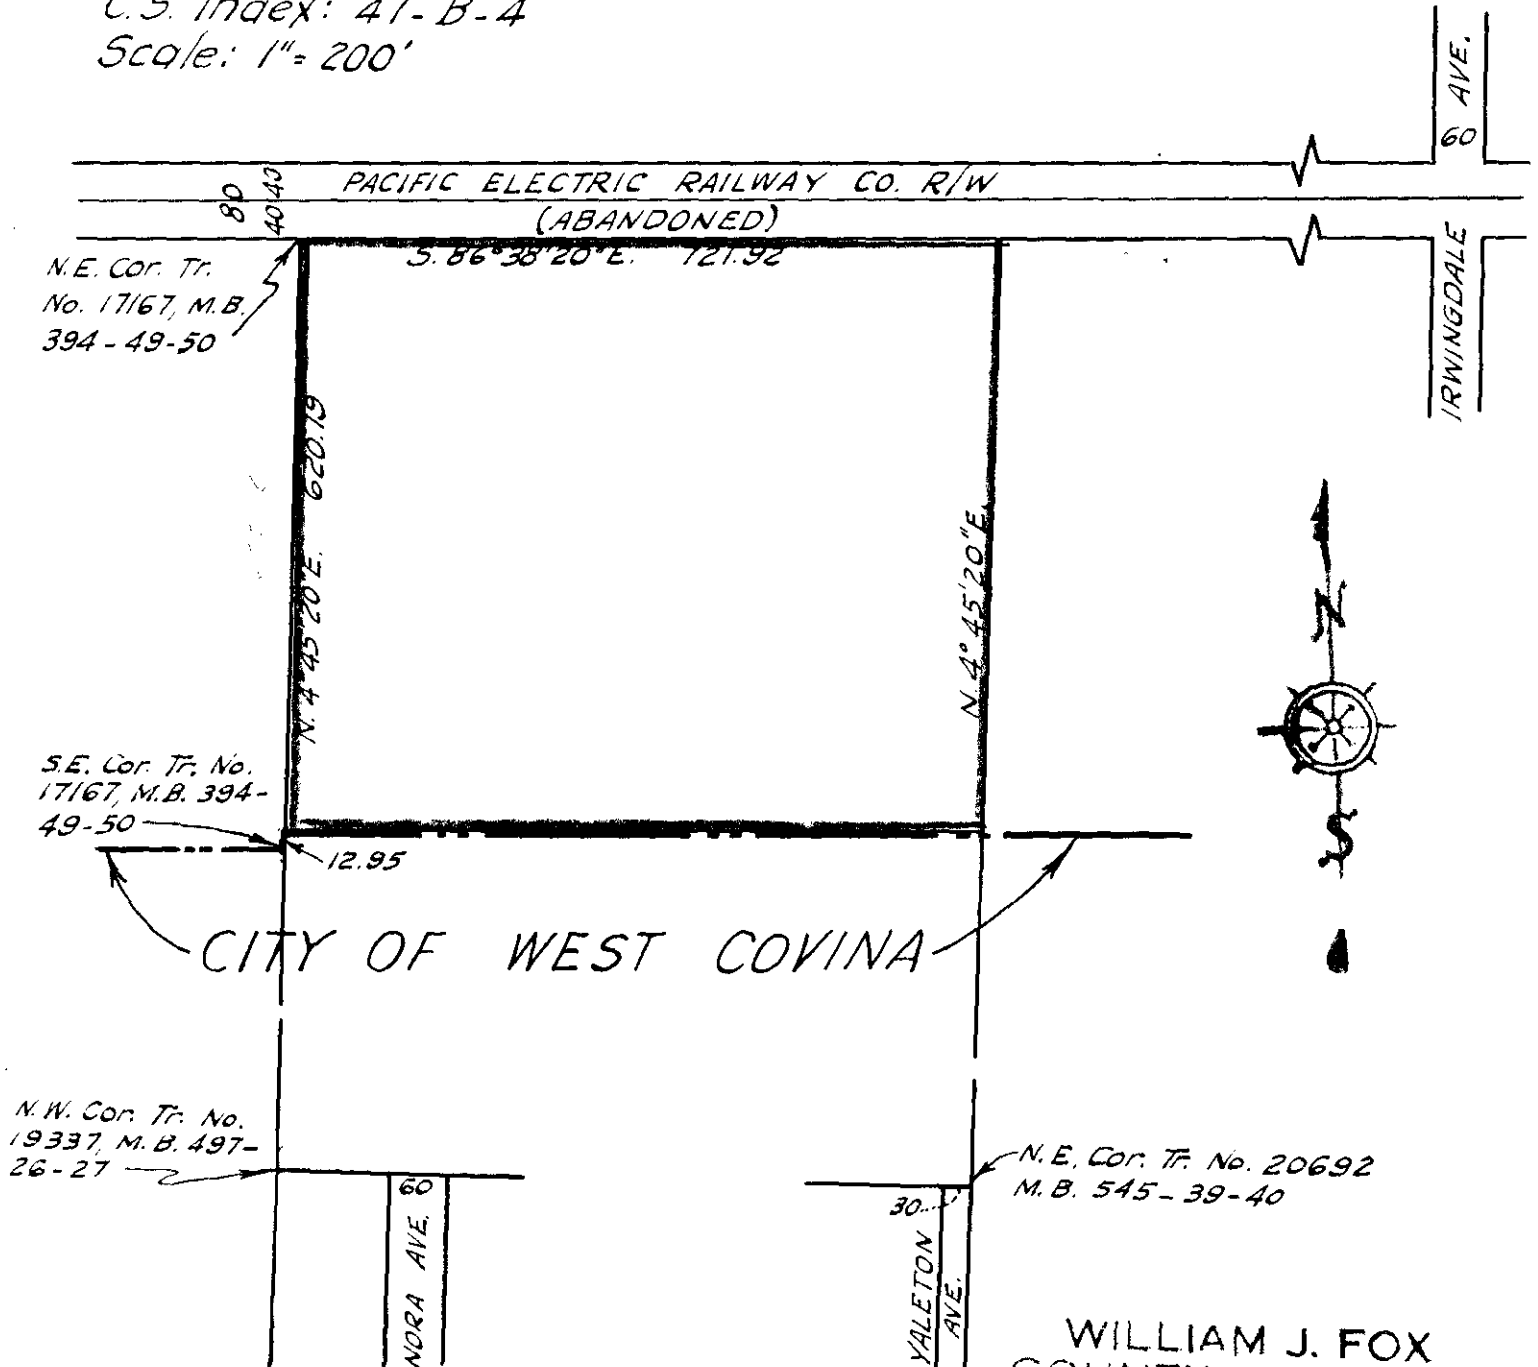 C.S. Index: 47-B-4
Scale: 1"= 200'
AVE.
60
PACIFIC ELECTRIC RAILWAY CO. R/W
(ABANDONED)
80
40 40
IRWINGDALE
S. 86°38'20"E. 721.92
N.E. Cor. Tr.
No. 17167, M.B.
394-49-50
N. 4°45'20"E. 620.79
N. 4°45'20"E.
N
S
S.E. Cor. Tr. No.
17167, M.B. 394-
49-50
12.95
CITY OF WEST COVINA
N.W. Cor. Tr. No.
19337, M.B. 497-
26-27
60
NORA AVE.
N.E. Cor. Tr. No. 20692
M.B. 545-39-40
30
YALETON
AVE.
WILLIAM J. FOX
COUNTY